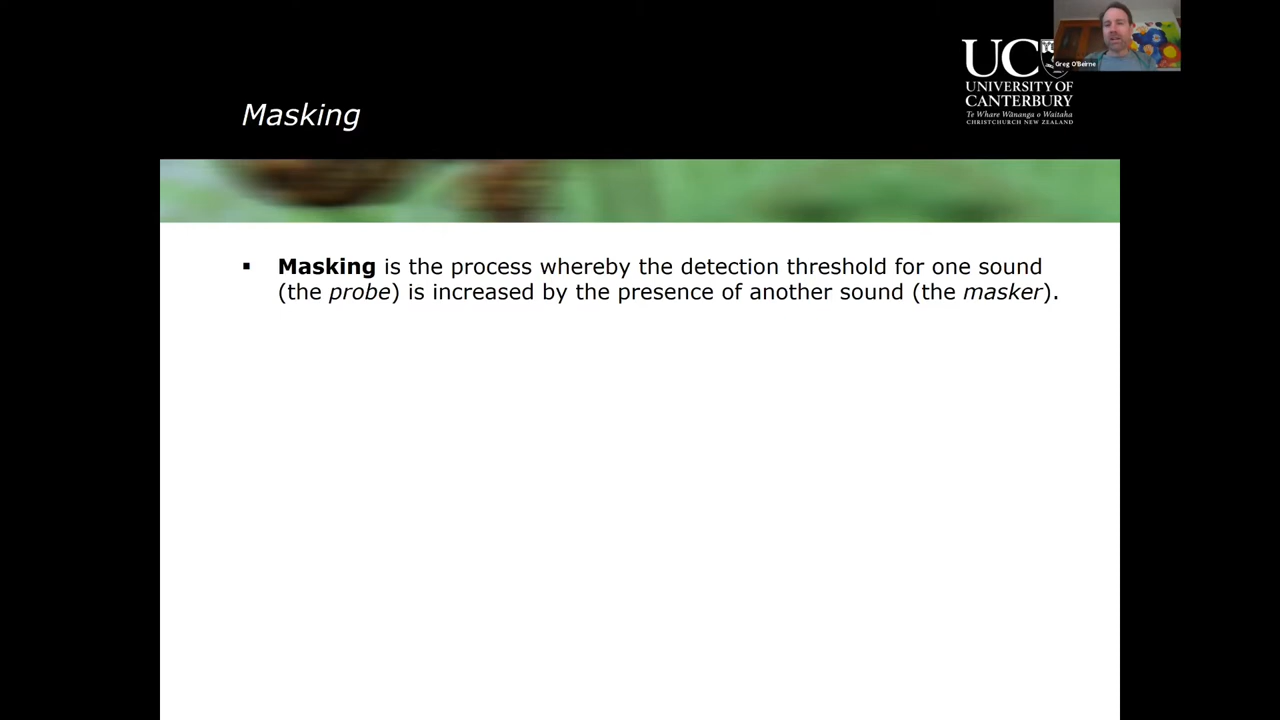 UC
UNIVERSITY OF
CANTERBURY
Te Whare Wānanga o Waitaha
CHRISTCHURCH NEW ZEALAND
Greg O'Beirne
Masking
▪ Masking is the process whereby the detection threshold for one sound
(the probe) is increased by the presence of another sound (the masker).